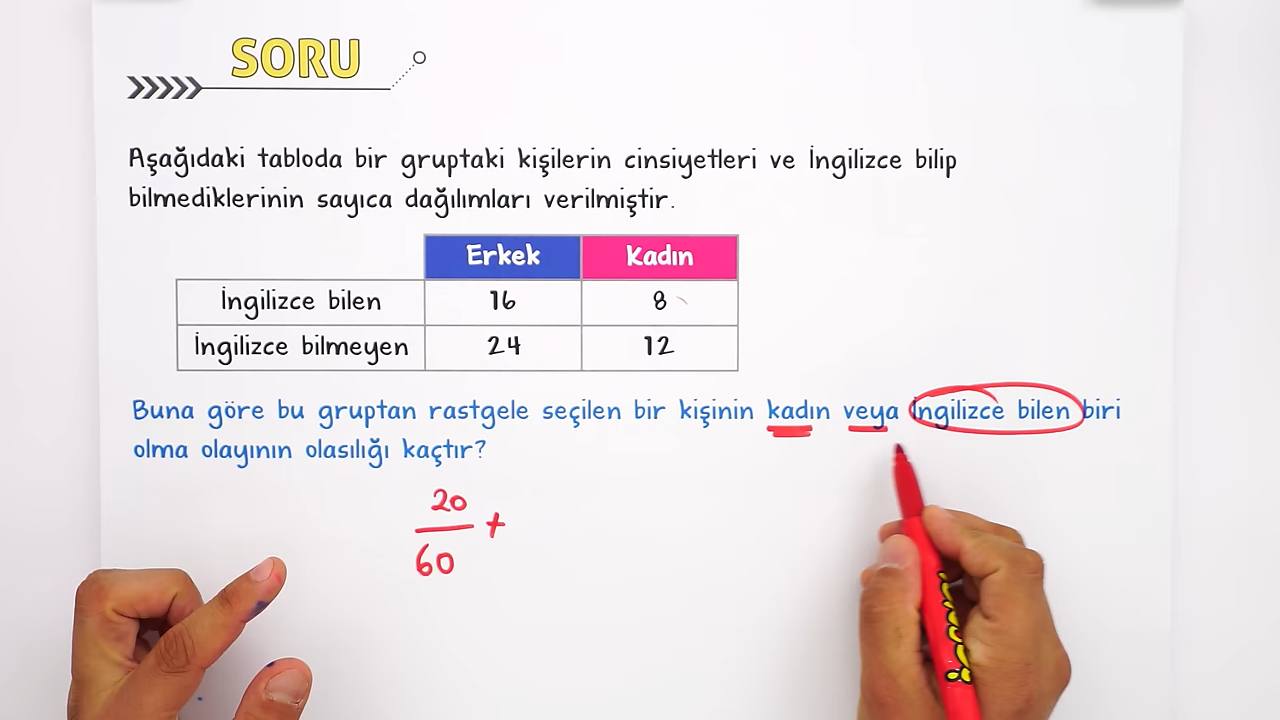 SORU
Aşağıdaki tabloda bir gruptaki kişilerin cinsiyetleri ve İngilizce bilip
bilmediklerinin sayıca dağılımları verilmiştir.
Erkek Kadın
İngilizce bilen 16 8
İngilizce bilmeyen 24 12
Buna göre bu gruptan rastgele seçilen bir kişinin kadın veya İngilizce bilen biri
olma olayının olasılığı kaçtır?
20
+
60